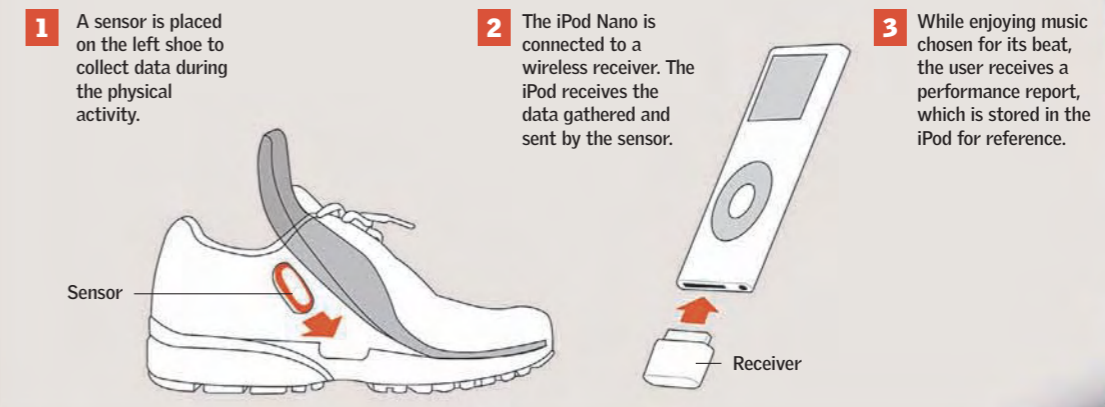 1
A sensor is placed
on the left shoe to
collect data during
the physical
activity.
2
The iPod Nano is
connected to a
wireless receiver. The
iPod receives the
data gathered and
sent by the sensor.
3
While enjoying music
chosen for its beat,
the user receives a
performance report,
which is stored in the
iPod for reference.
Sensor
Receiver